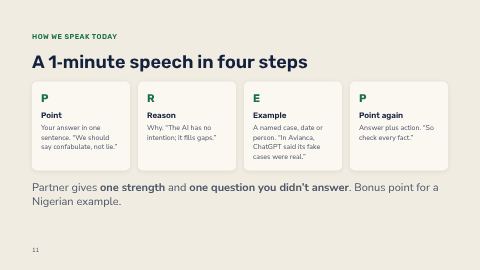 HOW WE SPEAK TODAY
A 1-minute speech in four steps
P
Point
Your answer in one
sentence. “We should
say confabulate, not lie.”
R
Reason
Why. “The AI has no
intention; it fills gaps.”
E
Example
A named case, date or
person. “In Avianca,
ChatGPT said its fake
cases were real.”
P
Point again
Answer plus action. “So
check every fact.”
Partner gives one strength and one question you didn’t answer. Bonus point for a
Nigerian example.
11